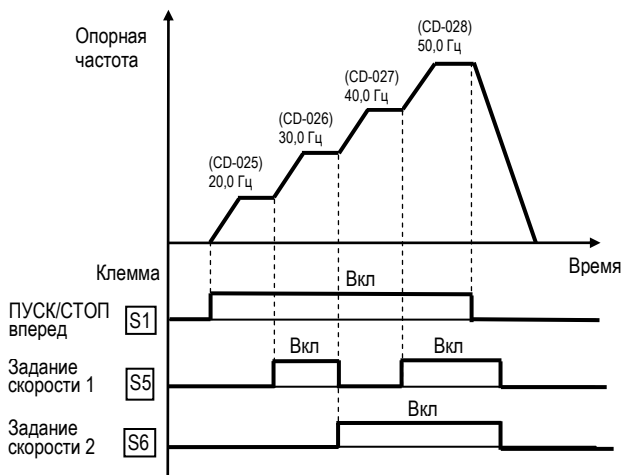 Опорная
частота
(CD-028)
50,0 Гц
(CD-027)
40,0 Гц
(CD-026)
30,0 Гц
(CD-025)
20,0 Гц
Время
Клемма
Вкл
ПУСК/СТОП
вперед
S1
Вкл
Вкл
Задание
скорости 1
S5
Вкл
Задание
скорости 2
S6